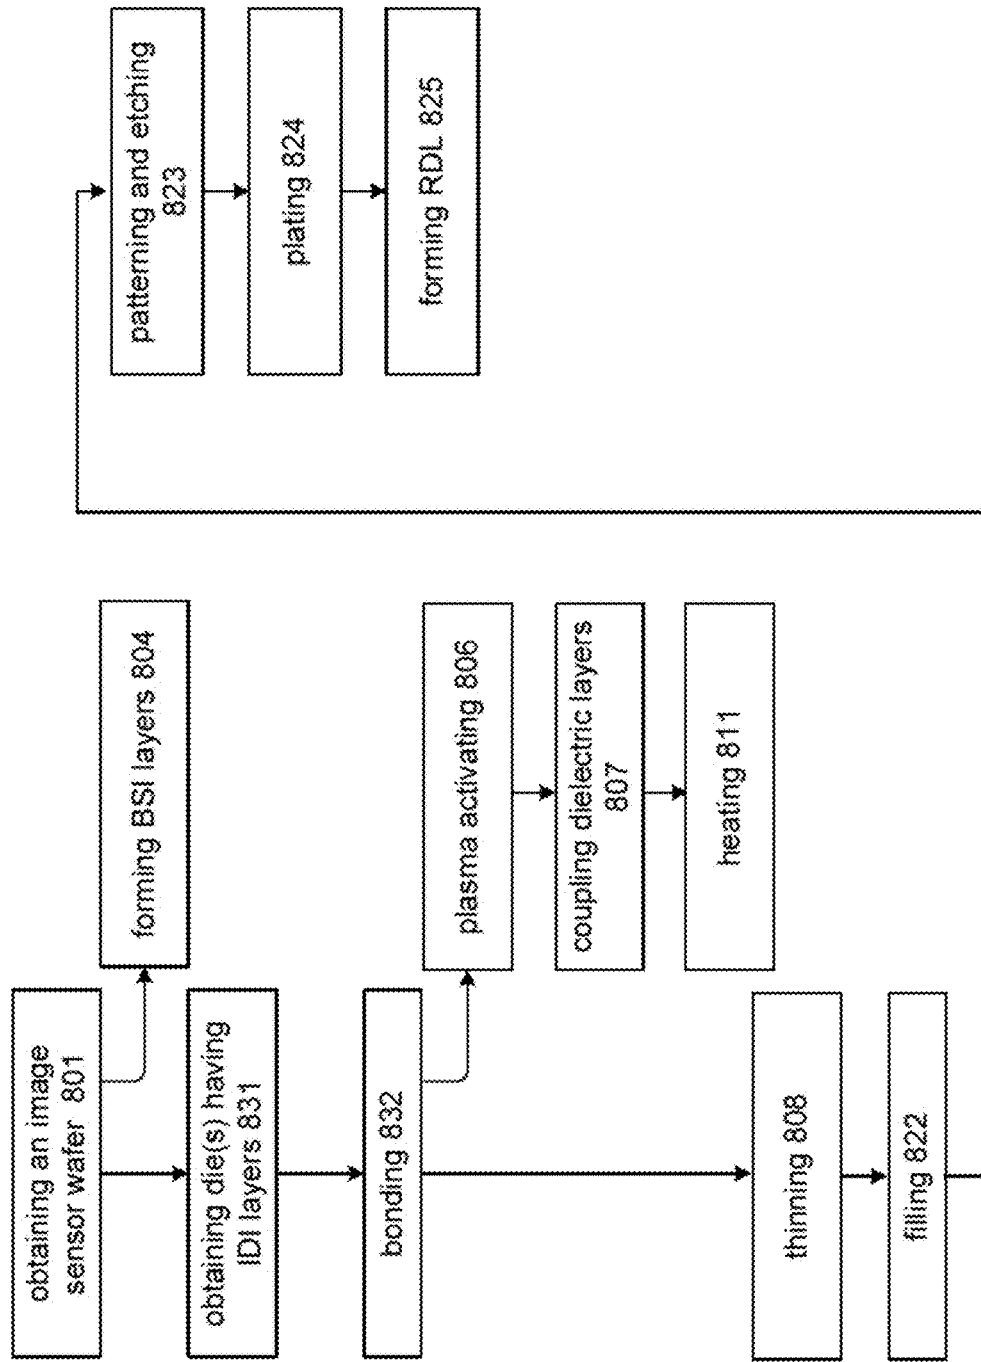 obtaining an image
sensor wafer 801
forming BSI layers 804
obtaining die(s) having
IDI layers 831
bonding 832
plasma activating 806
coupling dielectric layers
807
heating 811
thinning 808
filling 822
patterning and etching
823
plating 824
forming RDL 825